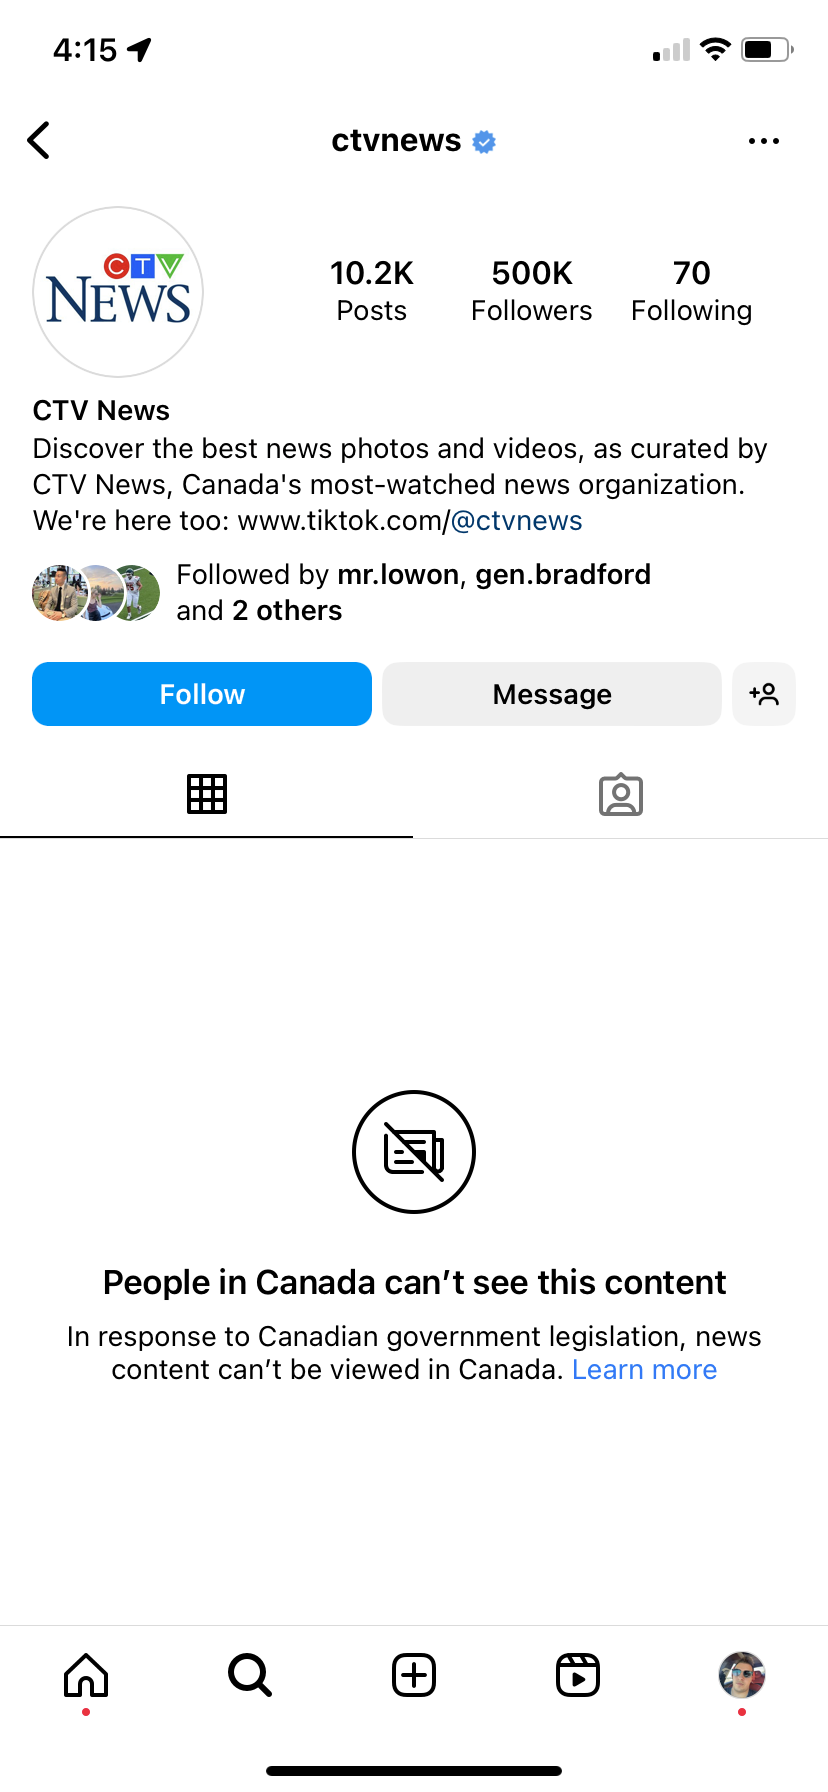 4:15
ctvnews
CTV
NEWS
10.2K
Posts
500K
Followers
70
Following
CTV News
Discover the best news photos and videos, as curated by
CTV News, Canada's most-watched news organization.
We're here too: www.tiktok.com/@ctvnews
Followed by mr.lowon, gen.bradford
and 2 others
Follow
Message
People in Canada can’t see this content
In response to Canadian government legislation, news
content can’t be viewed in Canada. Learn more